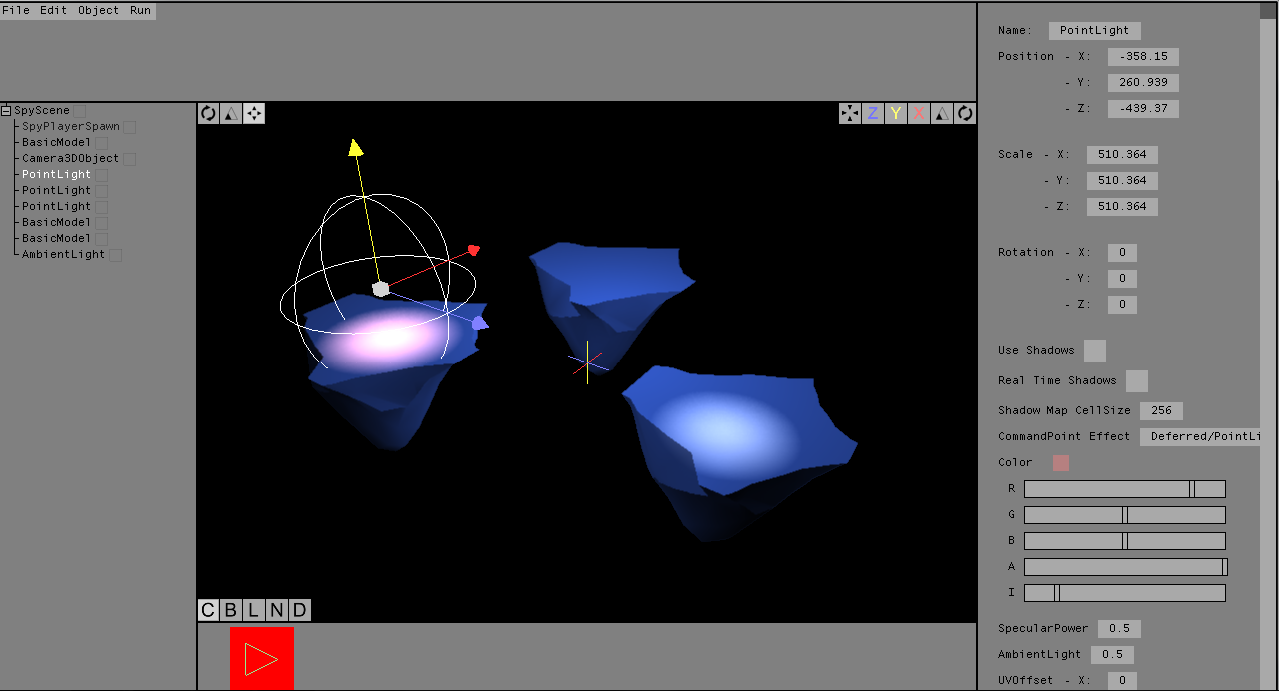 File Edit Object Run
SpyScene
SpyPlayerSpawn
BasicModel
Camera3DObject
PointLight
PointLight
PointLight
BasicModel
BasicModel
AmbientLight
Z Y X
C B L N D
Name: PointLight
Position - X: -358.15
- Y: 260.939
- Z: -439.37
Scale - X: 510.364
- Y: 510.364
- Z: 510.364
Rotation - X: 0
- Y: 0
- Z: 0
Use Shadows
Real Time Shadows
Shadow Map CellSize 256
CommandPoint Effect Deferred/PointLi
Color
R
G
B
A
I
SpecularPower 0.5
AmbientLight 0.5
UVOffset - X: 0